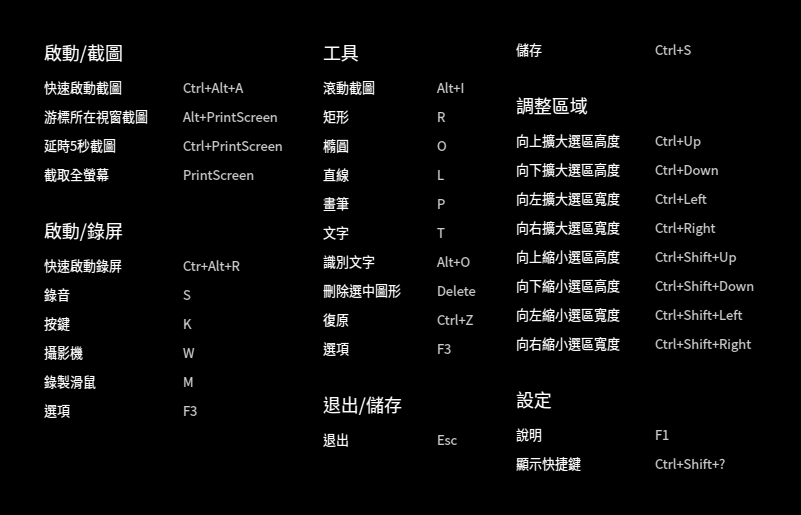 啟動/截圖
快速啟動截圖 Ctrl+Alt+A
游標所在視窗截圖 Alt+PrintScreen
延時5秒截圖 Ctrl+PrintScreen
截取全螢幕 PrintScreen
啟動/錄屏
快速啟動錄屏 Ctr+Alt+R
錄音 S
按鍵 K
攝影機 W
錄製滑鼠 M
選項 F3
工具
滾動截圖 Alt+I
矩形 R
橢圓 O
直線 L
畫筆 P
文字 T
識別文字 Alt+O
刪除選中圖形 Delete
復原 Ctrl+Z
選項 F3
退出/儲存
退出 Esc
儲存 Ctrl+S
調整區域
向上擴大選區高度 Ctrl+Up
向下擴大選區高度 Ctrl+Down
向左擴大選區寬度 Ctrl+Left
向右擴大選區寬度 Ctrl+Right
向上縮小選區高度 Ctrl+Shift+Up
向下縮小選區高度 Ctrl+Shift+Down
向左縮小選區寬度 Ctrl+Shift+Left
向右縮小選區寬度 Ctrl+Shift+Right
設定
說明 F1
顯示快捷鍵 Ctrl+Shift+?